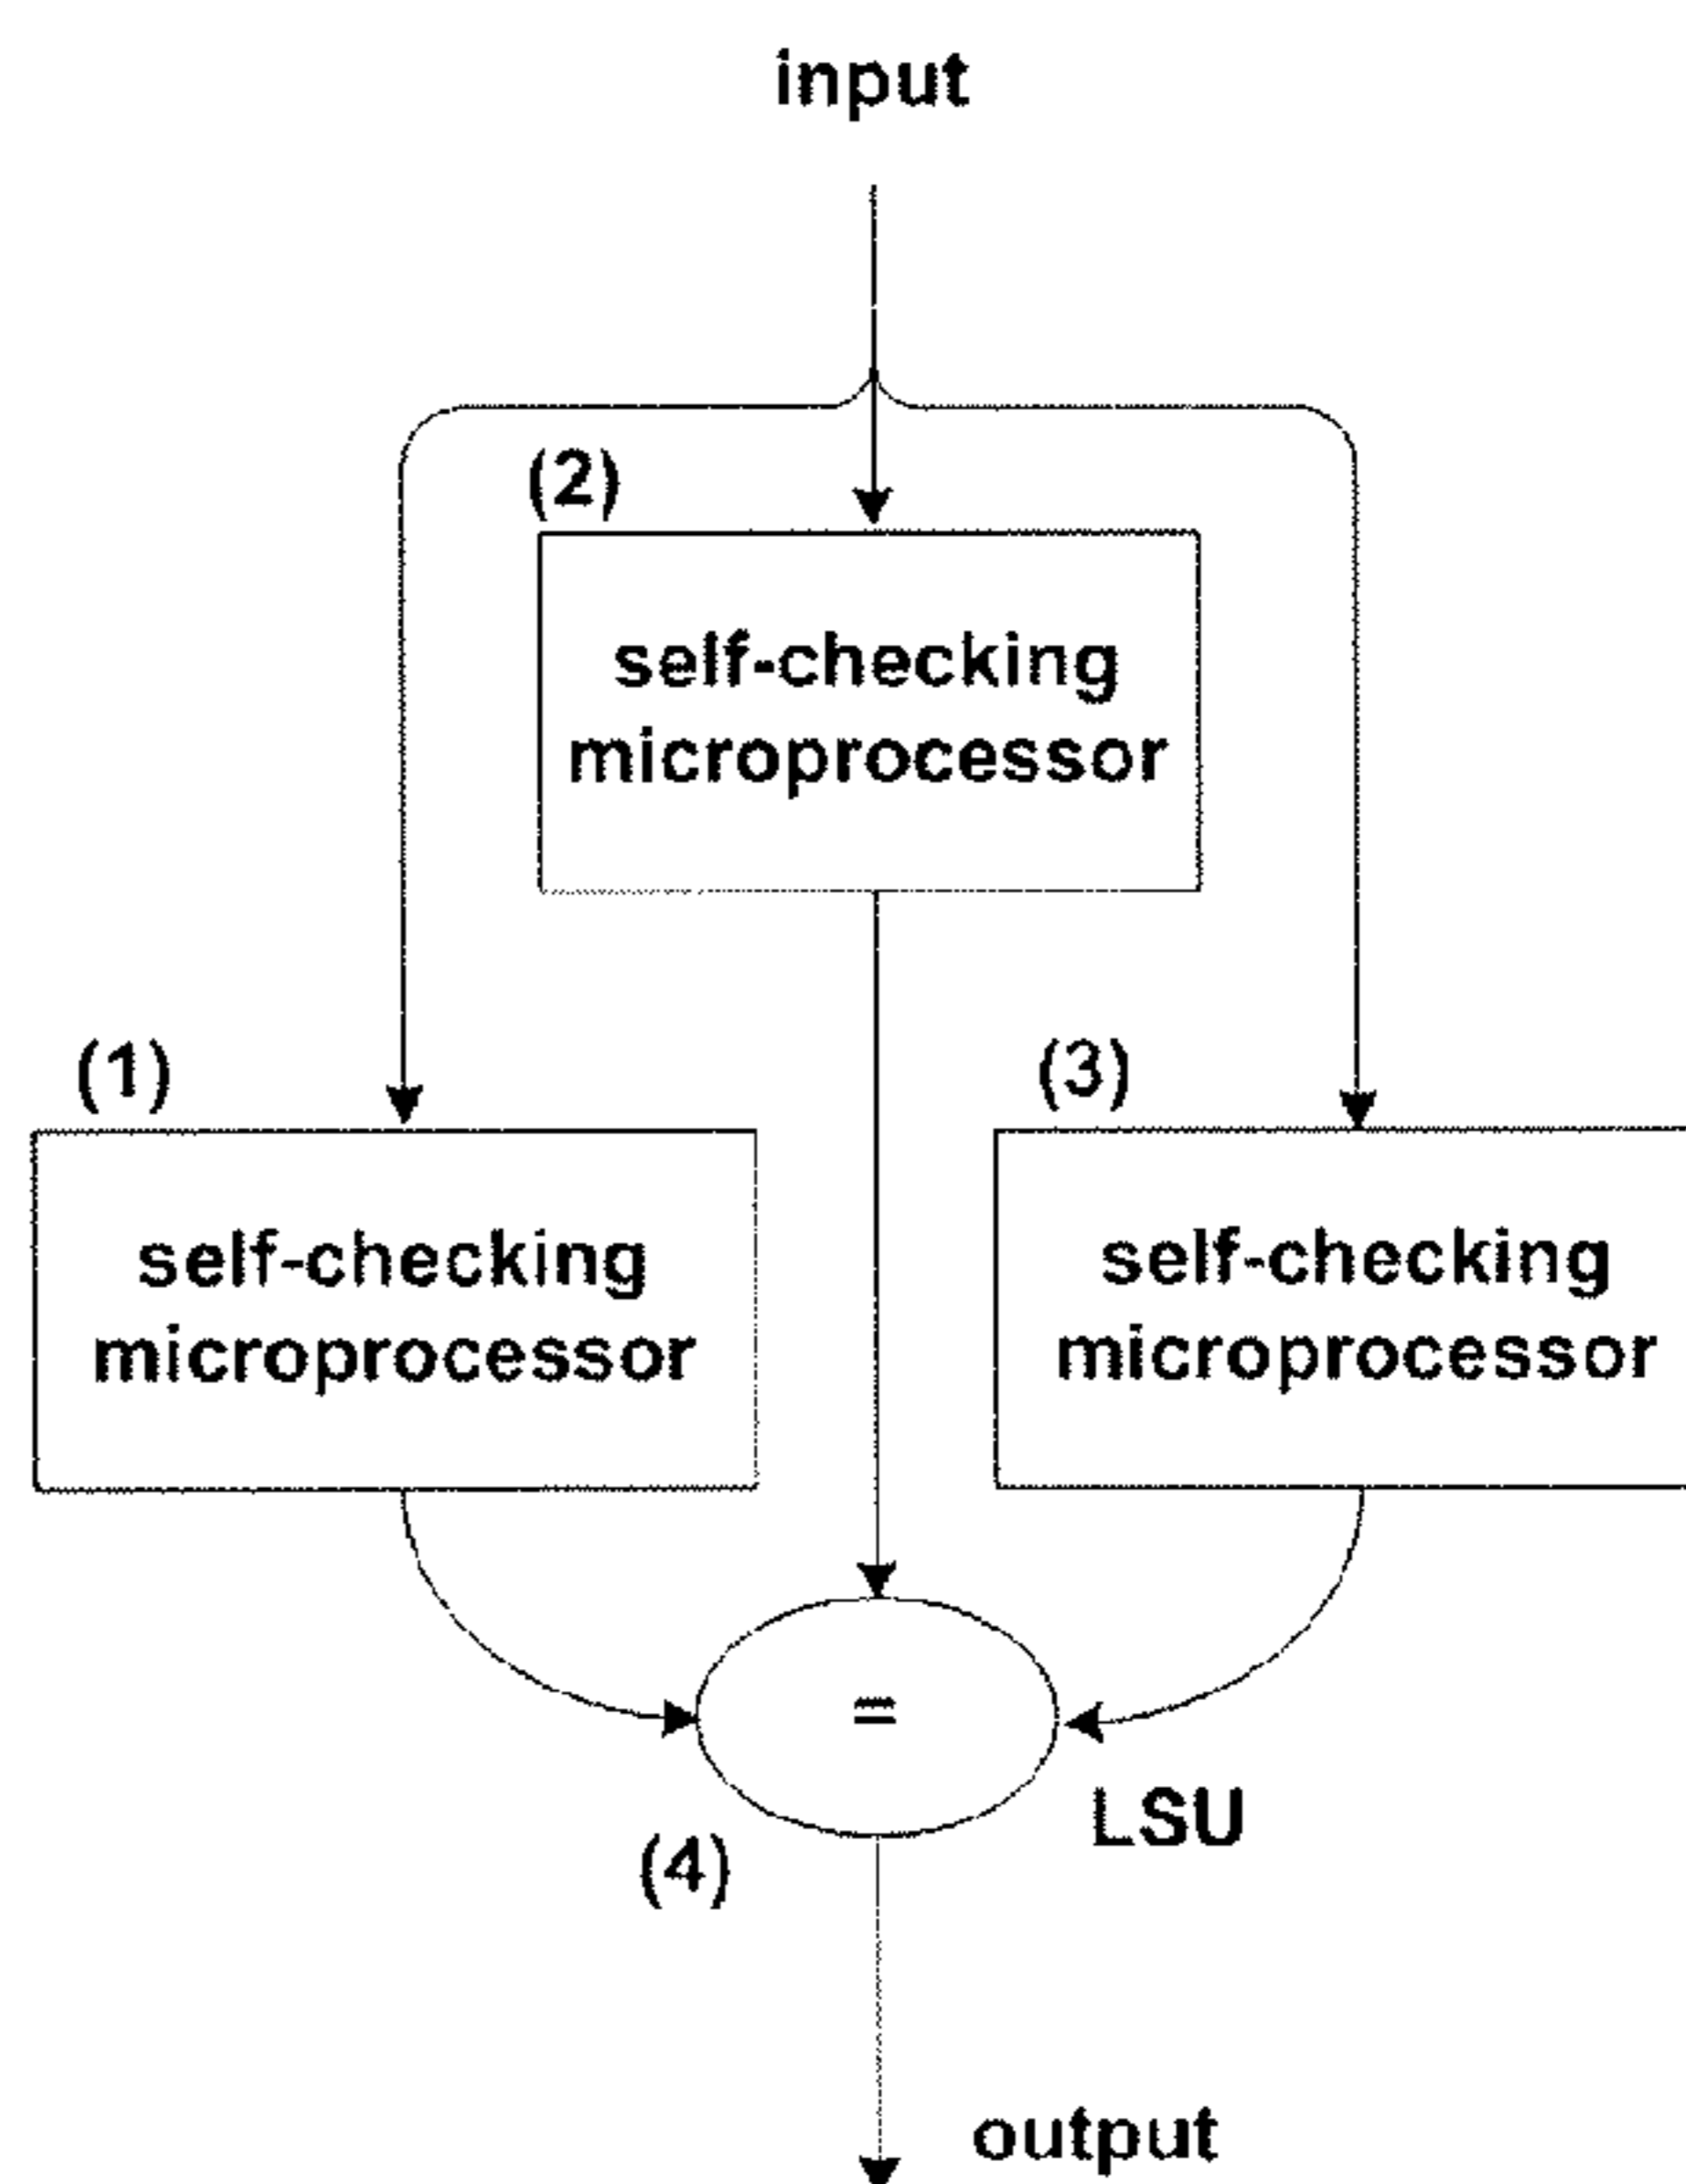 input
(2)
self-checking
microprocessor
(1)
(3)
self-checking
microprocessor
self-checking
microprocessor
=
LSU
(4)
output